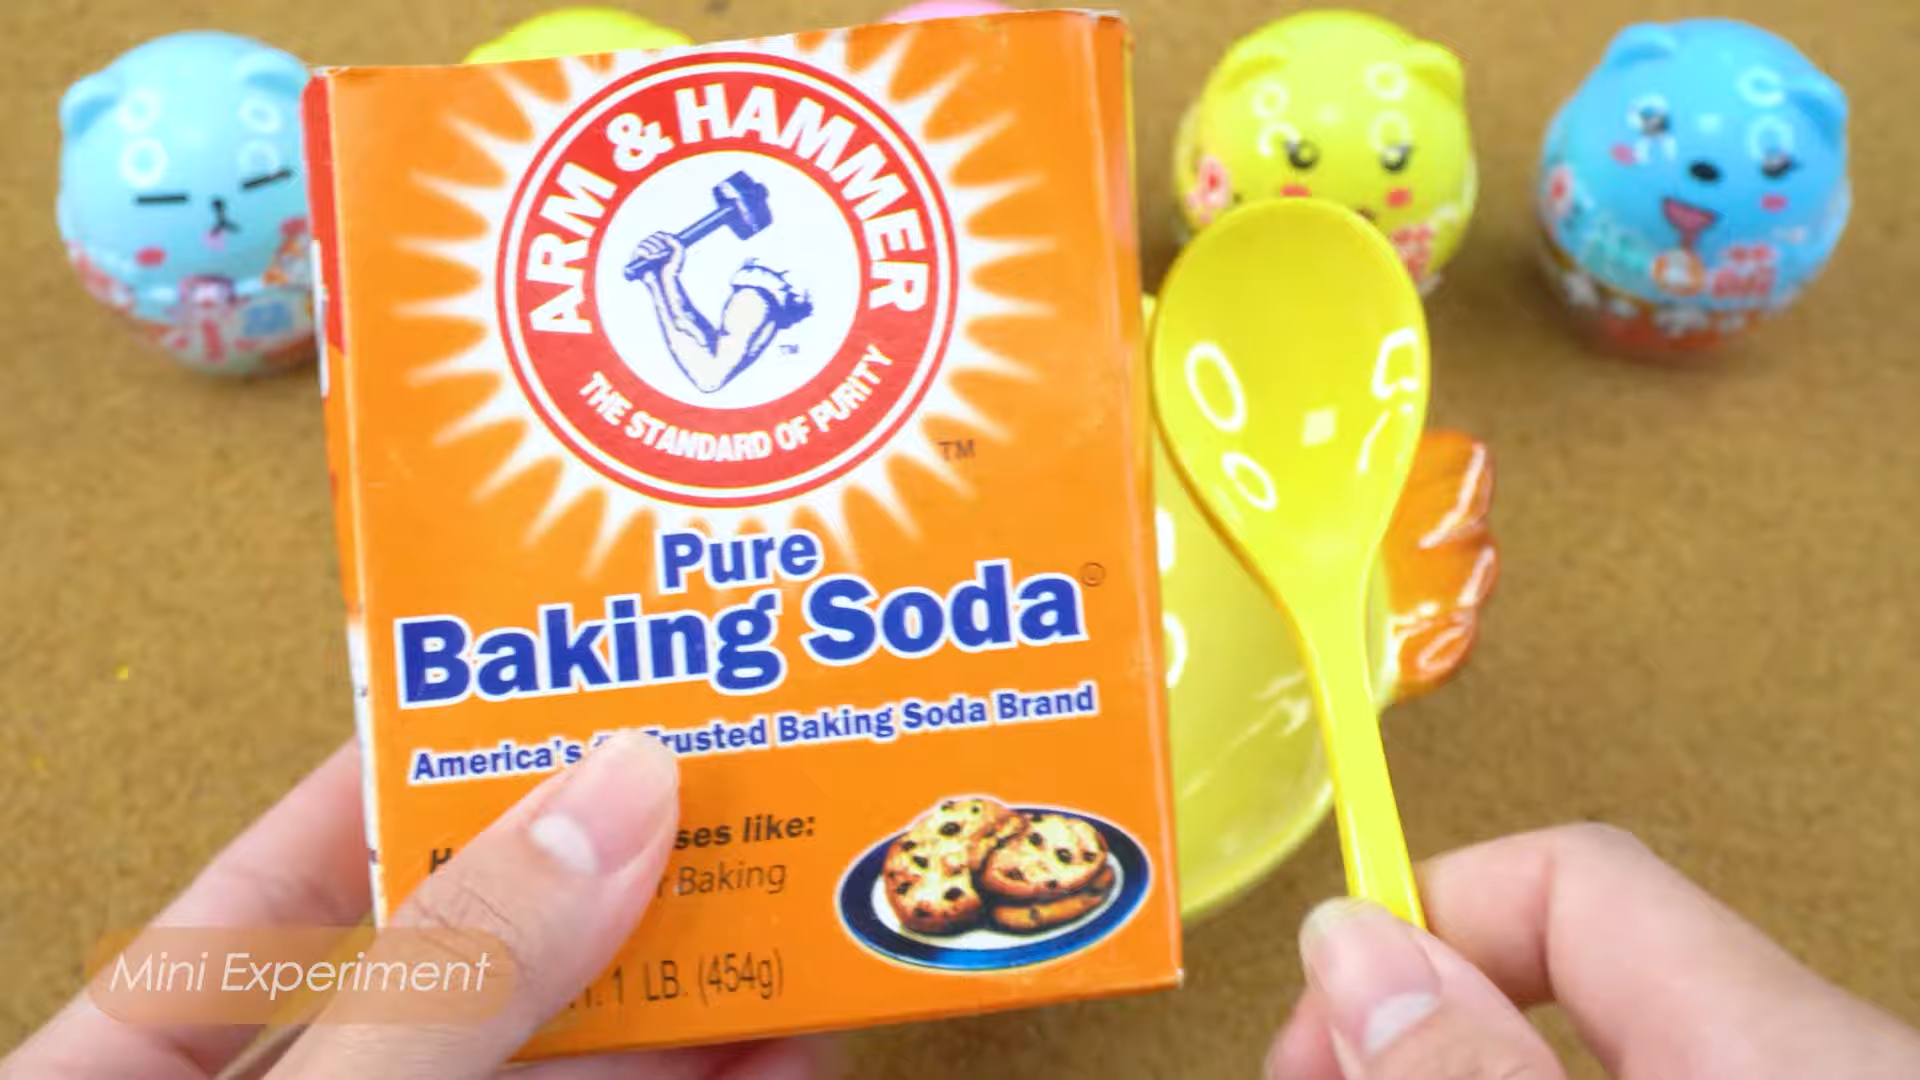 ARM & HAMMER
THE STANDARD OF PURITY
TM
TM
Pure
Baking Soda
America's Trusted Baking Soda Brand
like:
Baking
1 LB. (454g)
Mini Experiment